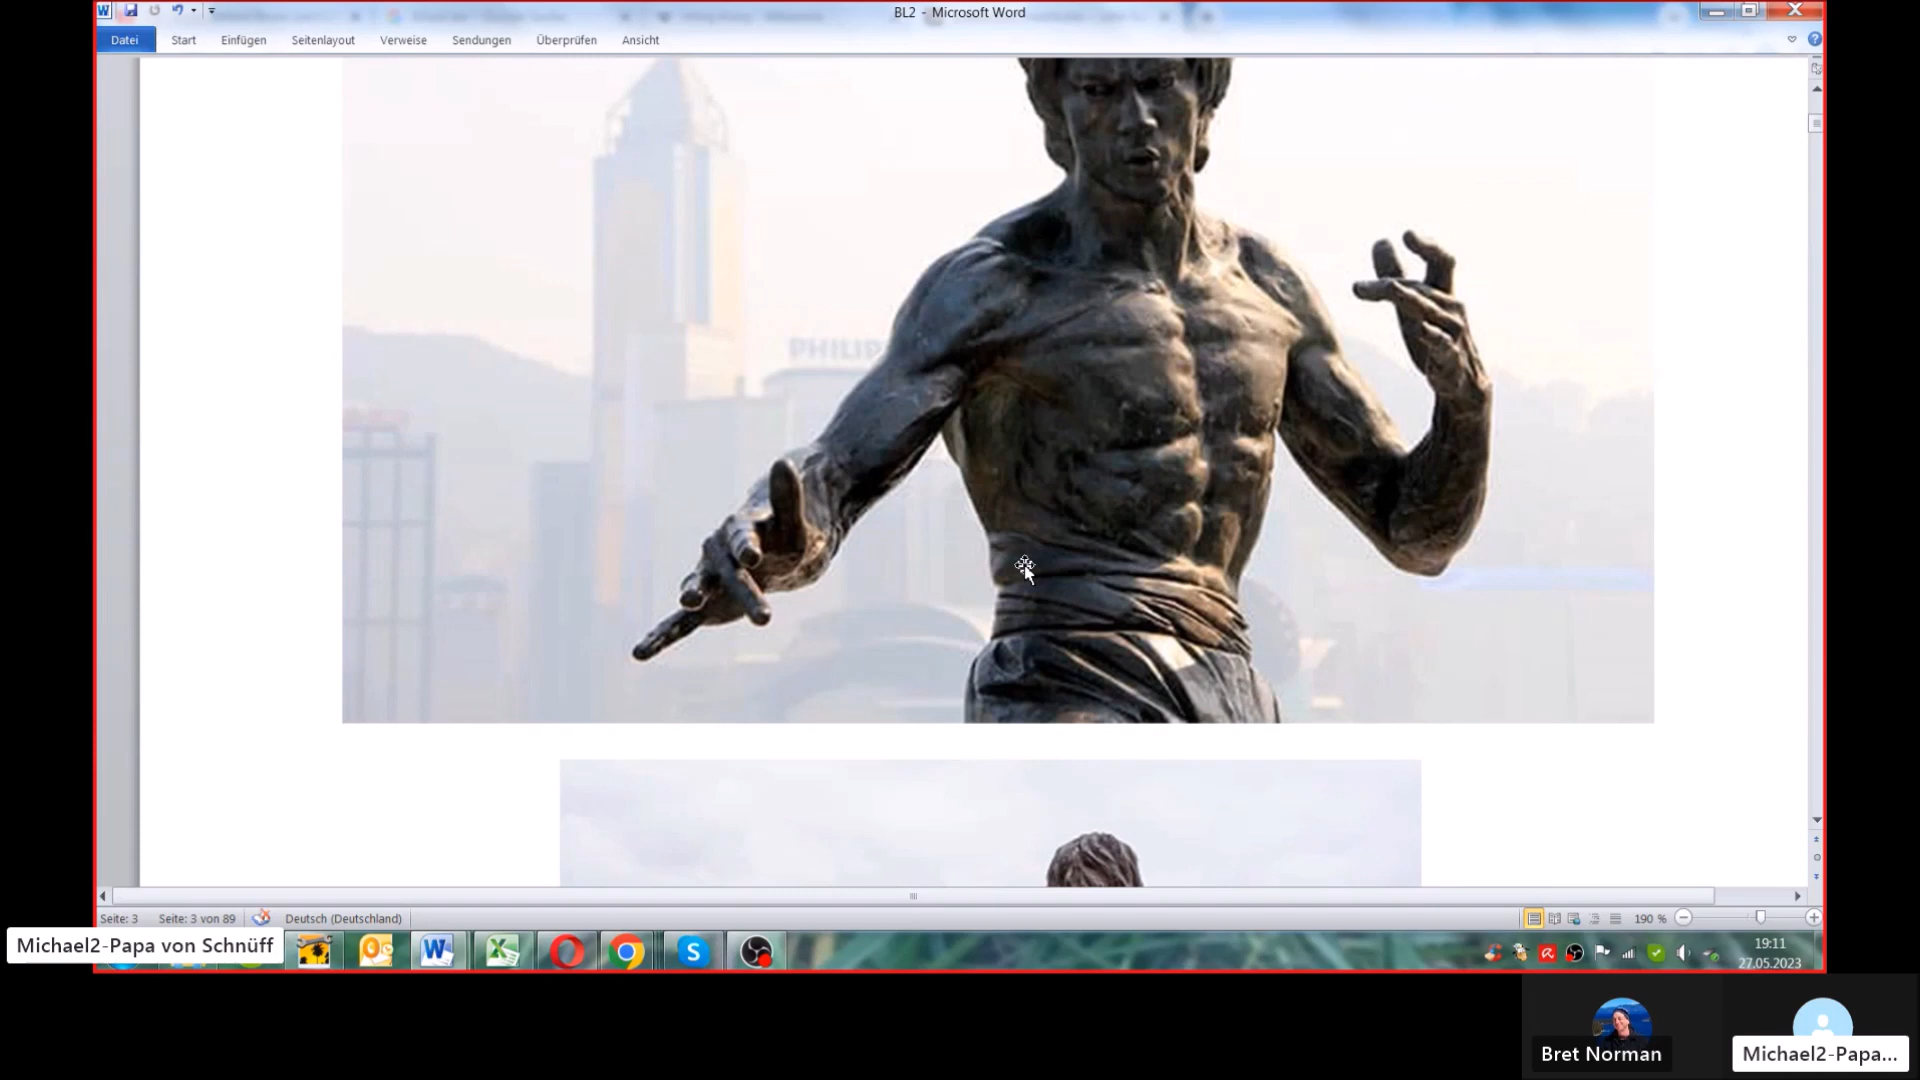 BL2 - Microsoft Word
Datei Start Einfügen Seitenlayout Verweise Sendungen Überprüfen Ansicht
PHILIP
Seite: 3 Seite: 3 von 89 Deutsch (Deutschland) 190 %
Michael2-Papa von Schnüff
19:11
27.05.2023
Bret Norman Michael2-Papa...